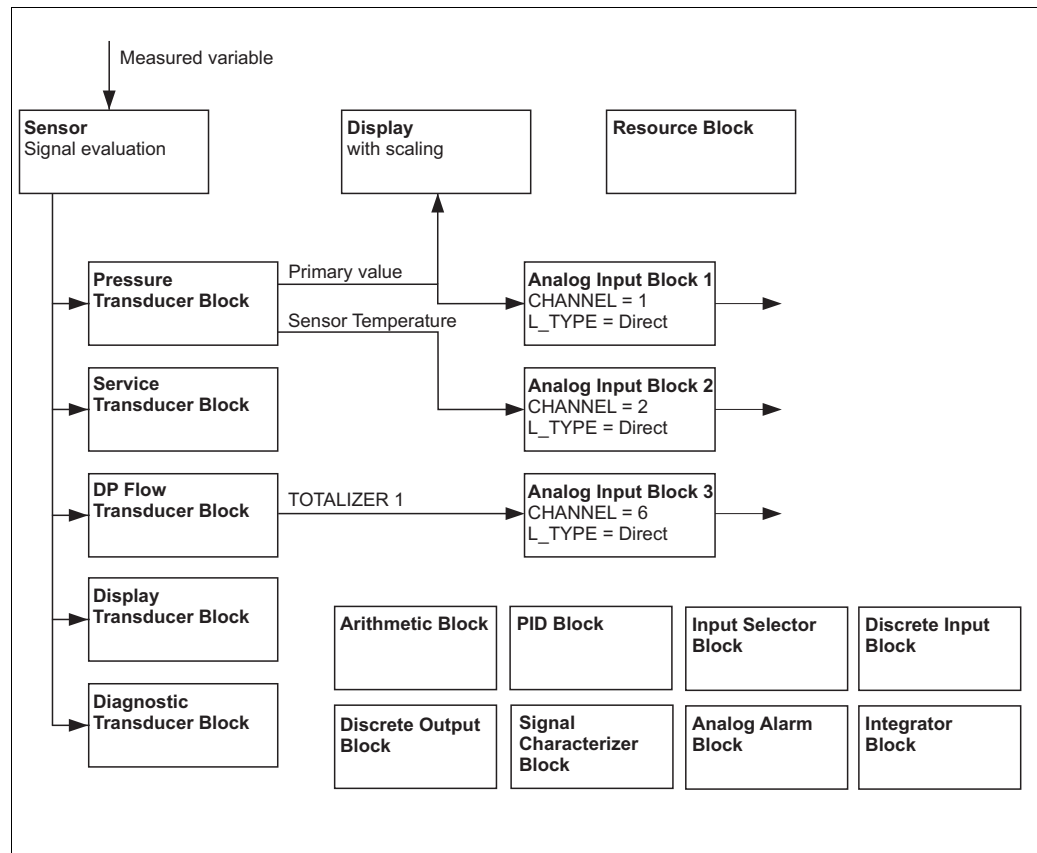 Measured variable
Sensor
Signal evaluation
Display
with scaling
Resource Block
Pressure
Transducer Block
Primary value
Sensor Temperature
Analog Input Block 1
CHANNEL = 1
L_TYPE = Direct
Service
Transducer Block
Analog Input Block 2
CHANNEL = 2
L_TYPE = Direct
DP Flow
Transducer Block
TOTALIZER 1
Analog Input Block 3
CHANNEL = 6
L_TYPE = Direct
Display
Transducer Block
Arithmetic Block
PID Block
Input Selector
Block
Discrete Input
Block
Diagnostic
Transducer Block
Discrete Output
Block
Signal
Characterizer
Block
Analog Alarm
Block
Integrator
Block